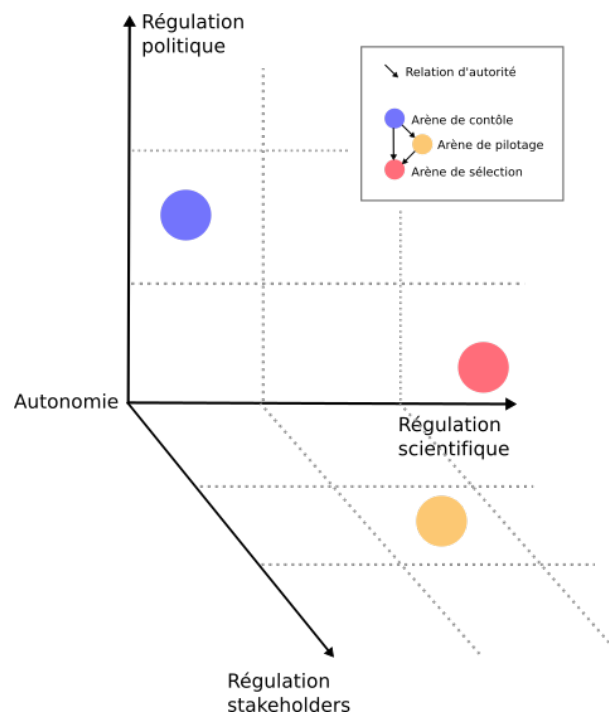 Régulation
politique
Relation d'autorité
Arène de contôle
Arène de pilotage
Arène de sélection
Autonomie
Régulation
scientifique
Régulation
stakeholders